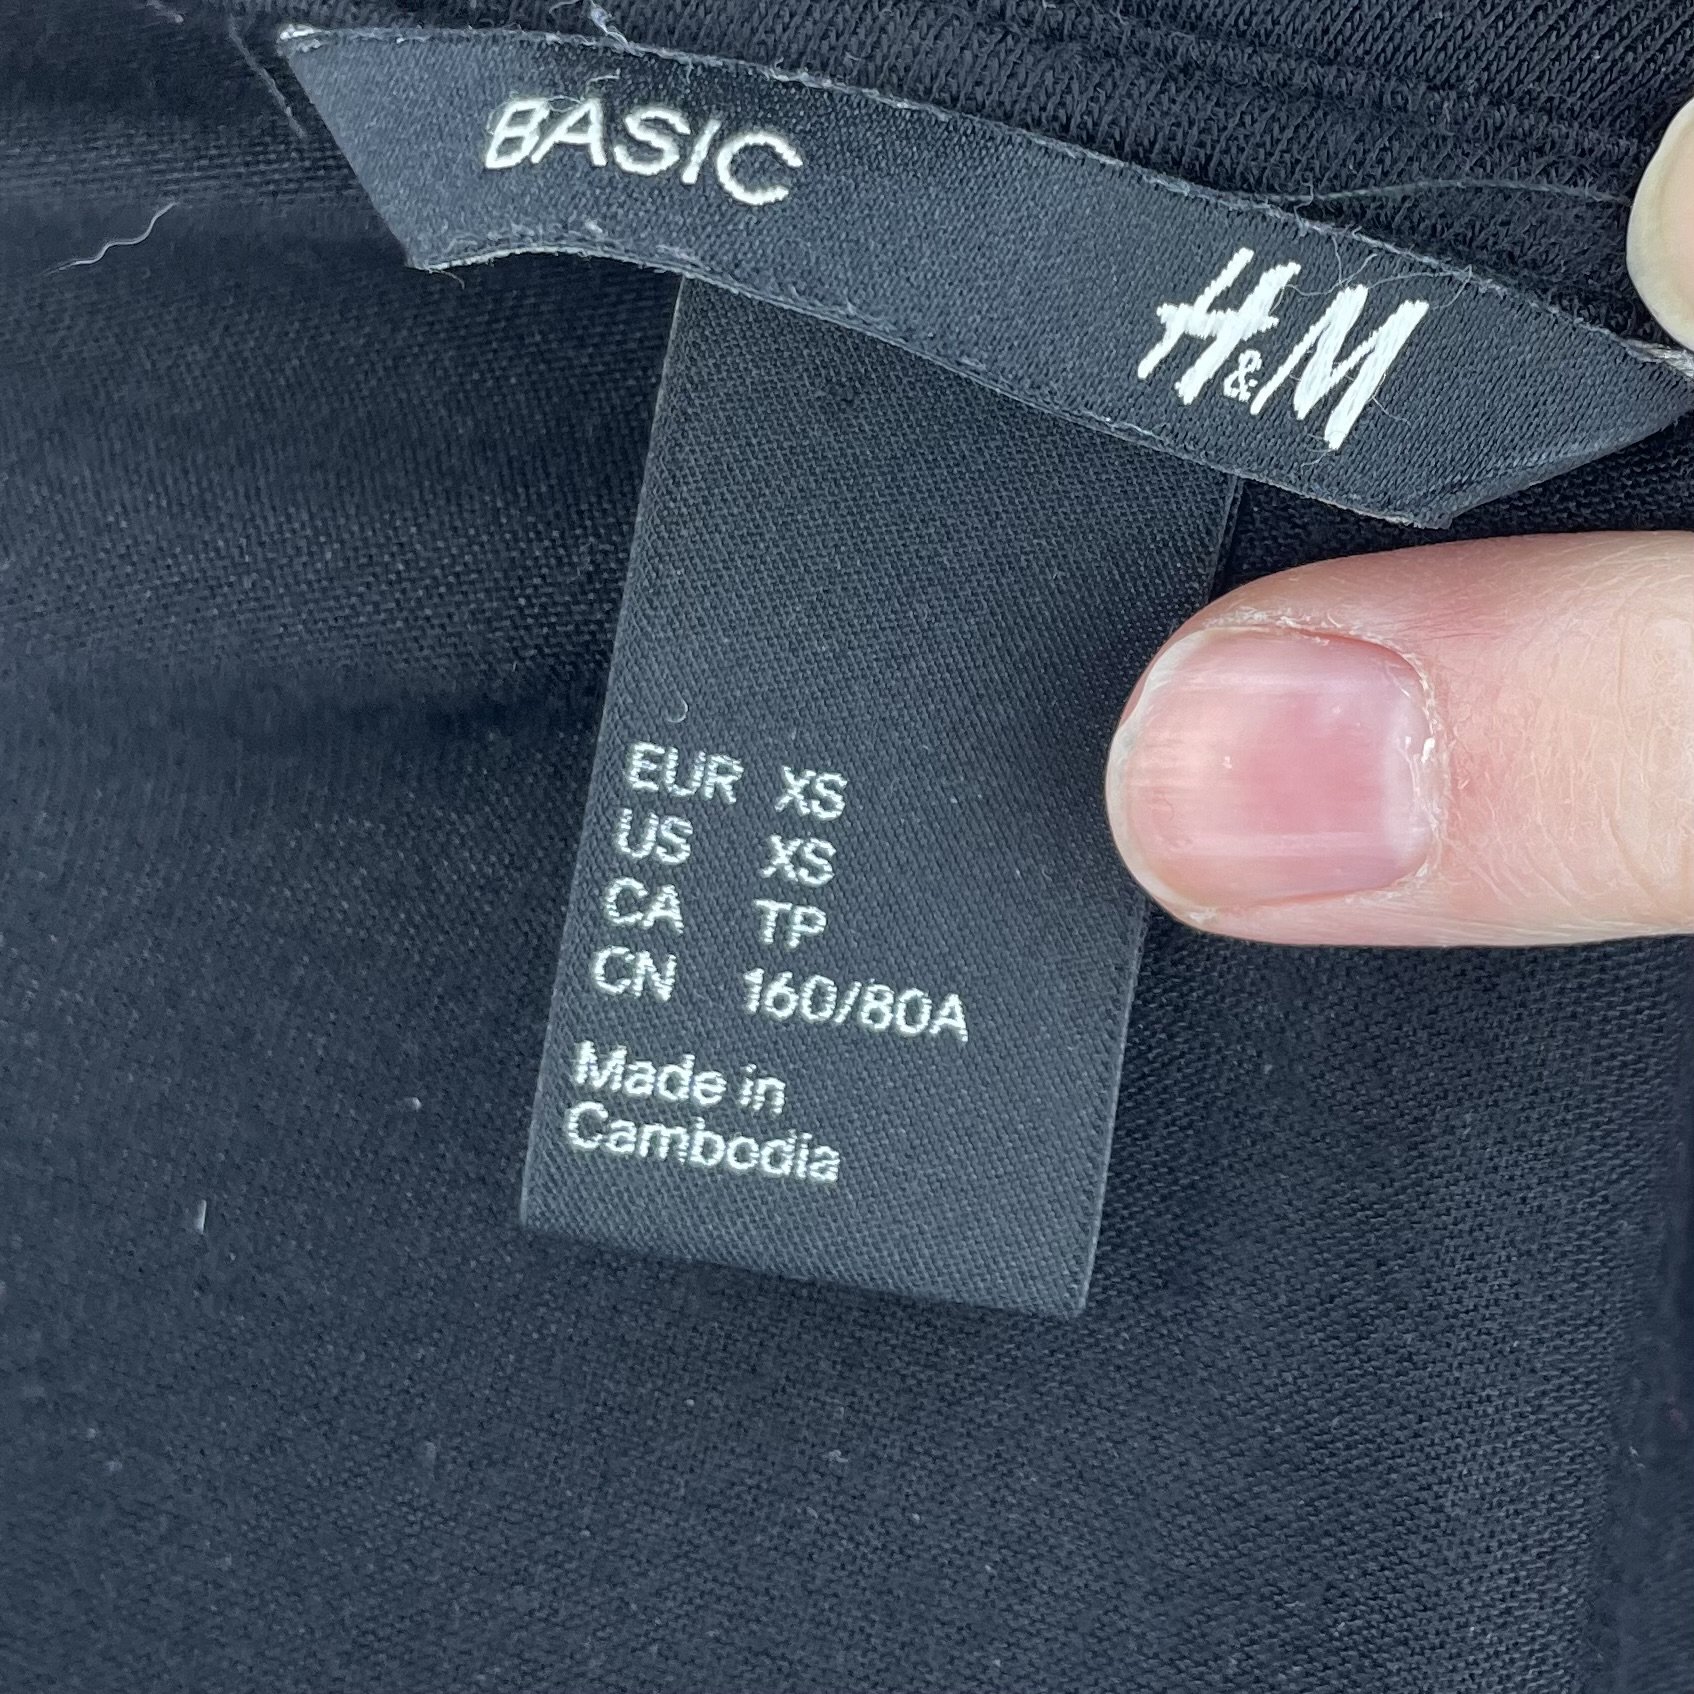 BASIC
H&M
EUR XS
US XS
CA TP
CN 160/80A
Made in
Cambodia